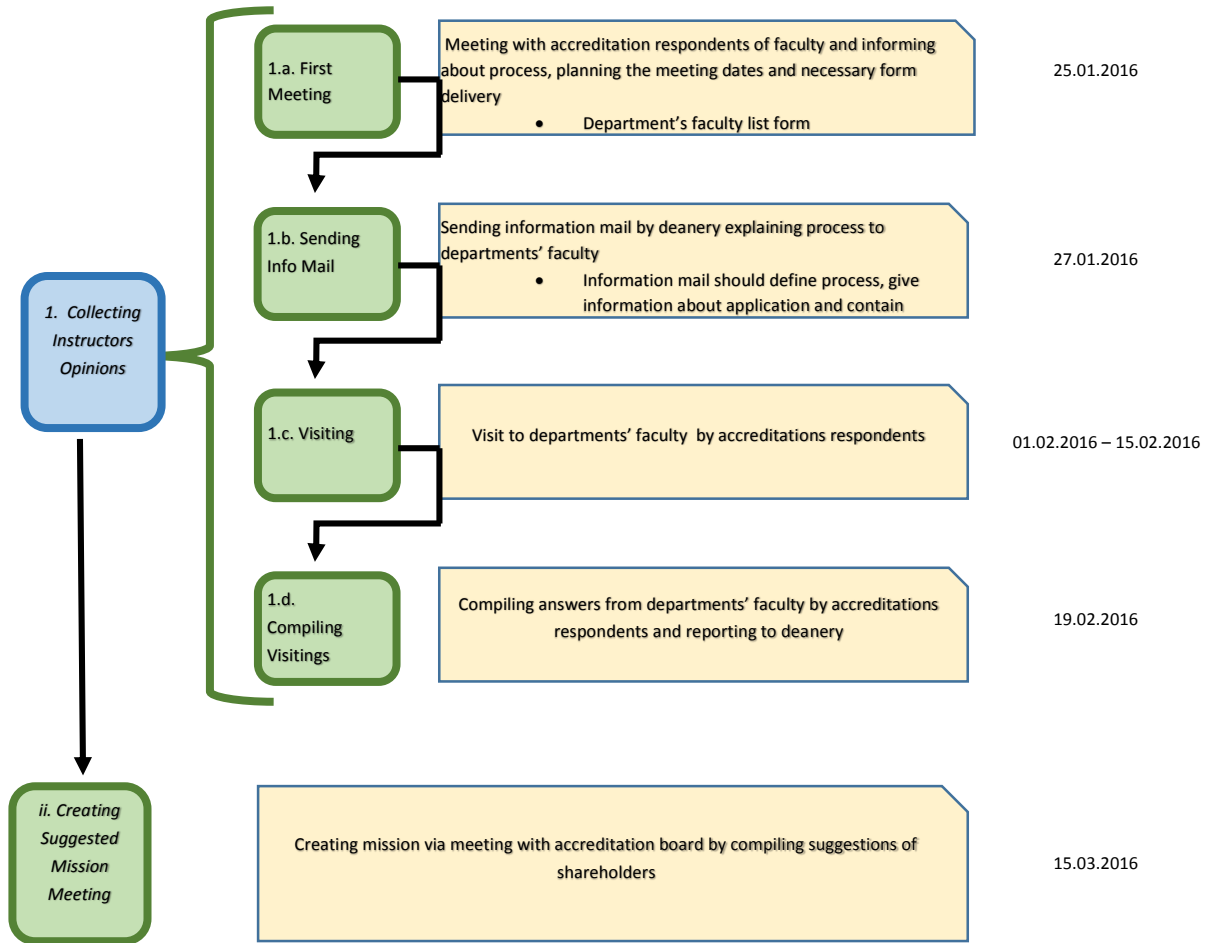 1.a. First
Meeting
Meeting with accreditation respondents of faculty and informing
about process, planning the meeting dates and necessary form
delivery
• Department’s faculty list form
25.01.2016
1.b. Sending
Info Mail
Sending information mail by deanery explaining process to
departments’ faculty
• Information mail should define process, give
information about application and contain
27.01.2016
1. Collecting
Instructors
Opinions
1.c. Visiting
Visit to departments’ faculty by accreditations respondents
01.02.2016 – 15.02.2016
1.d.
Compiling
Visitings
Compiling answers from departments’ faculty by accreditations
respondents and reporting to deanery
19.02.2016
ii. Creating
Suggested
Mission
Meeting
Creating mission via meeting with accreditation board by compiling suggestions of
shareholders
15.03.2016